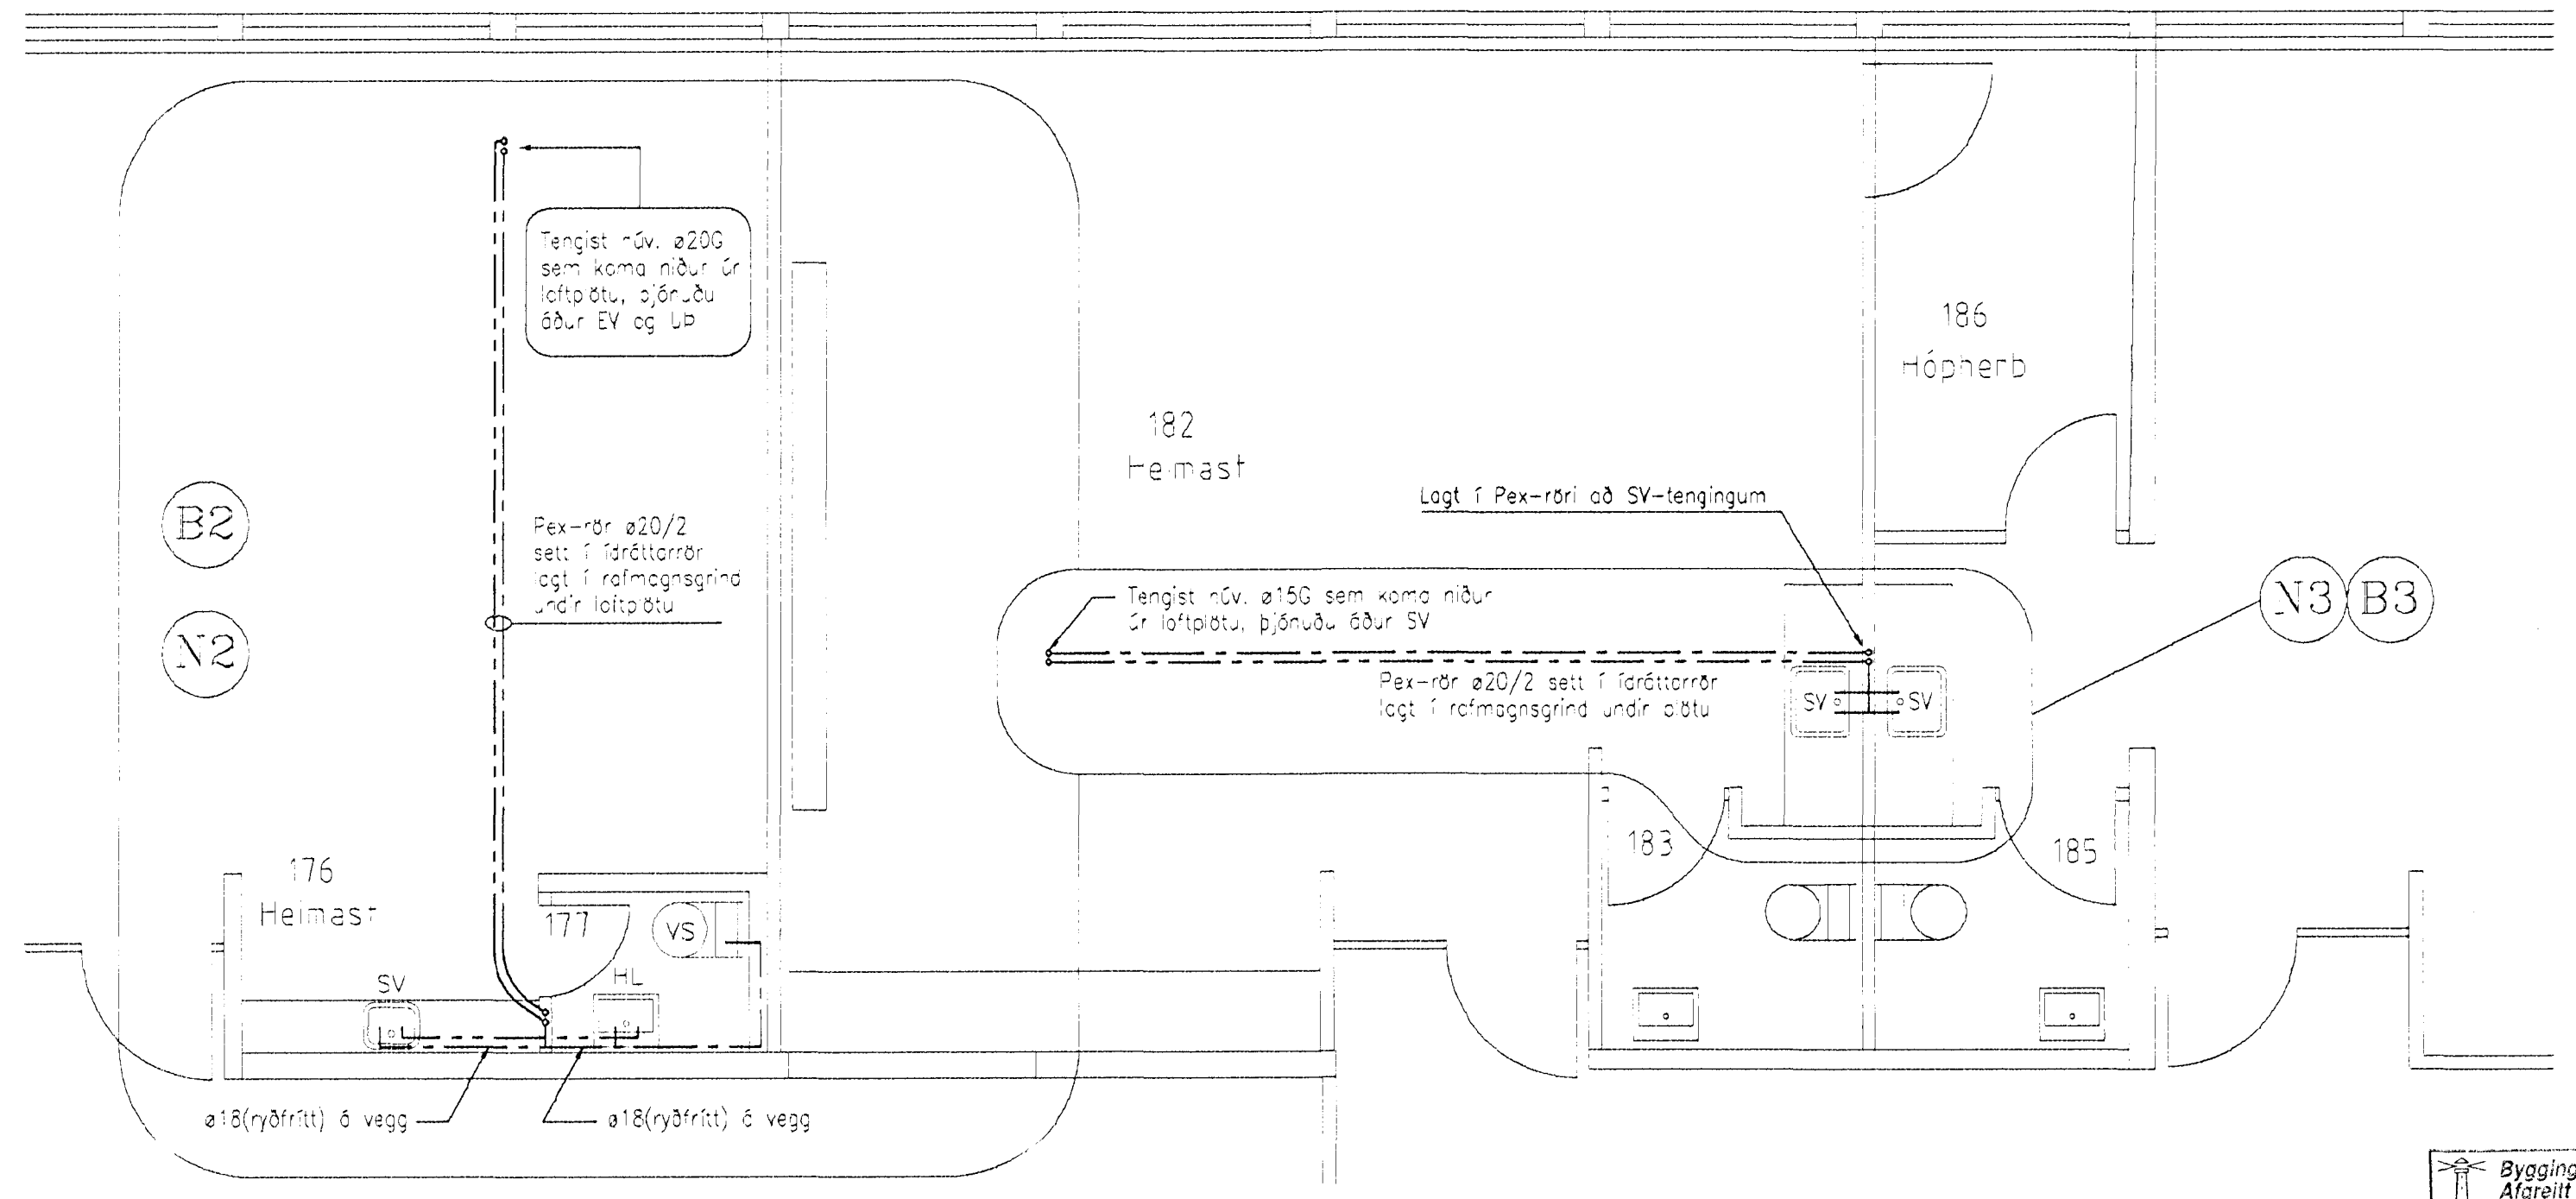 Tengist núv. ø20G
sem koma niður úr
loftplötu, þjónuðu
áður EV og UÞ
186
Hópherb
182
Heimast
Lagt í Pex-röri að SV-tengingum
B2
Pex-rör ø20/2
sett í ídráttarrör
lagt í rafmagnsgrind
undir loftplötu
N2
Tengist núv. ø15G sem koma niður
úr loftplötu, þjónuðu áður SV
N3
B3
Pex-rör ø20/2 sett í ídráttarrör
lagt í rafmagnsgrind undir plötu
SV
SV
183
185
176
Heimast
177
VS
SV
HL
ø18(ryðfrítt) á vegg
ø18(ryðfrítt) á vegg
Bygging
Afgreitt